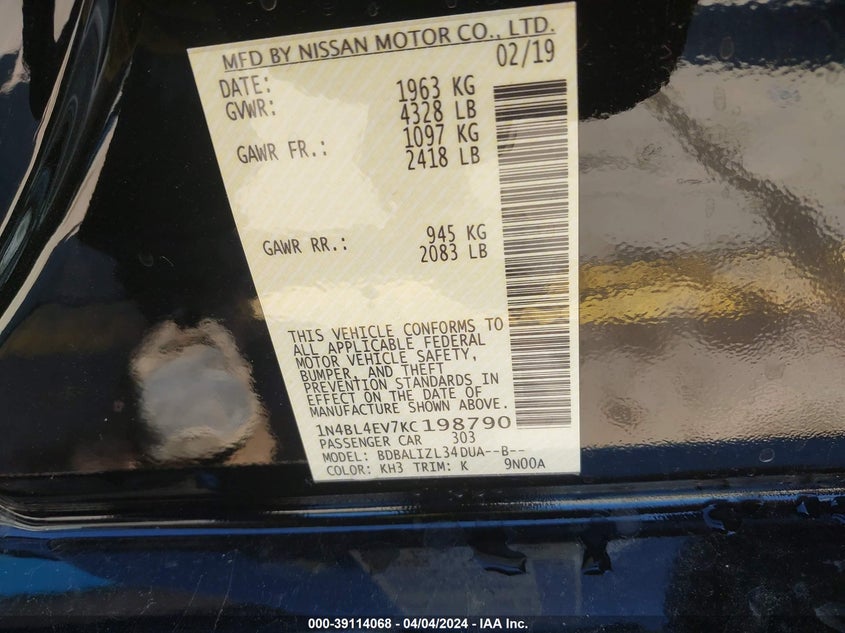 MFD BY NISSAN MOTOR CO., LTD.
DATE: 02/19
GVWR: 1963 KG
4328 LB
GAWR FR.: 1097 KG
2418 LB
GAWR RR.: 945 KG
2083 LB
THIS VEHICLE CONFORMS TO
ALL APPLICABLE FEDERAL
MOTOR VEHICLE SAFETY,
BUMPER, AND THEFT
PREVENTION STANDARDS IN
EFFECT ON THE DATE OF
MANUFACTURE SHOWN ABOVE.
1N4BL4EV7KC198790
PASSENGER CAR 303
MODEL: BDBALIZL34DUA--B--
COLOR: KH3 TRIM: K 9N00A
000-39114068 - 04/04/2024 - IAA Inc.